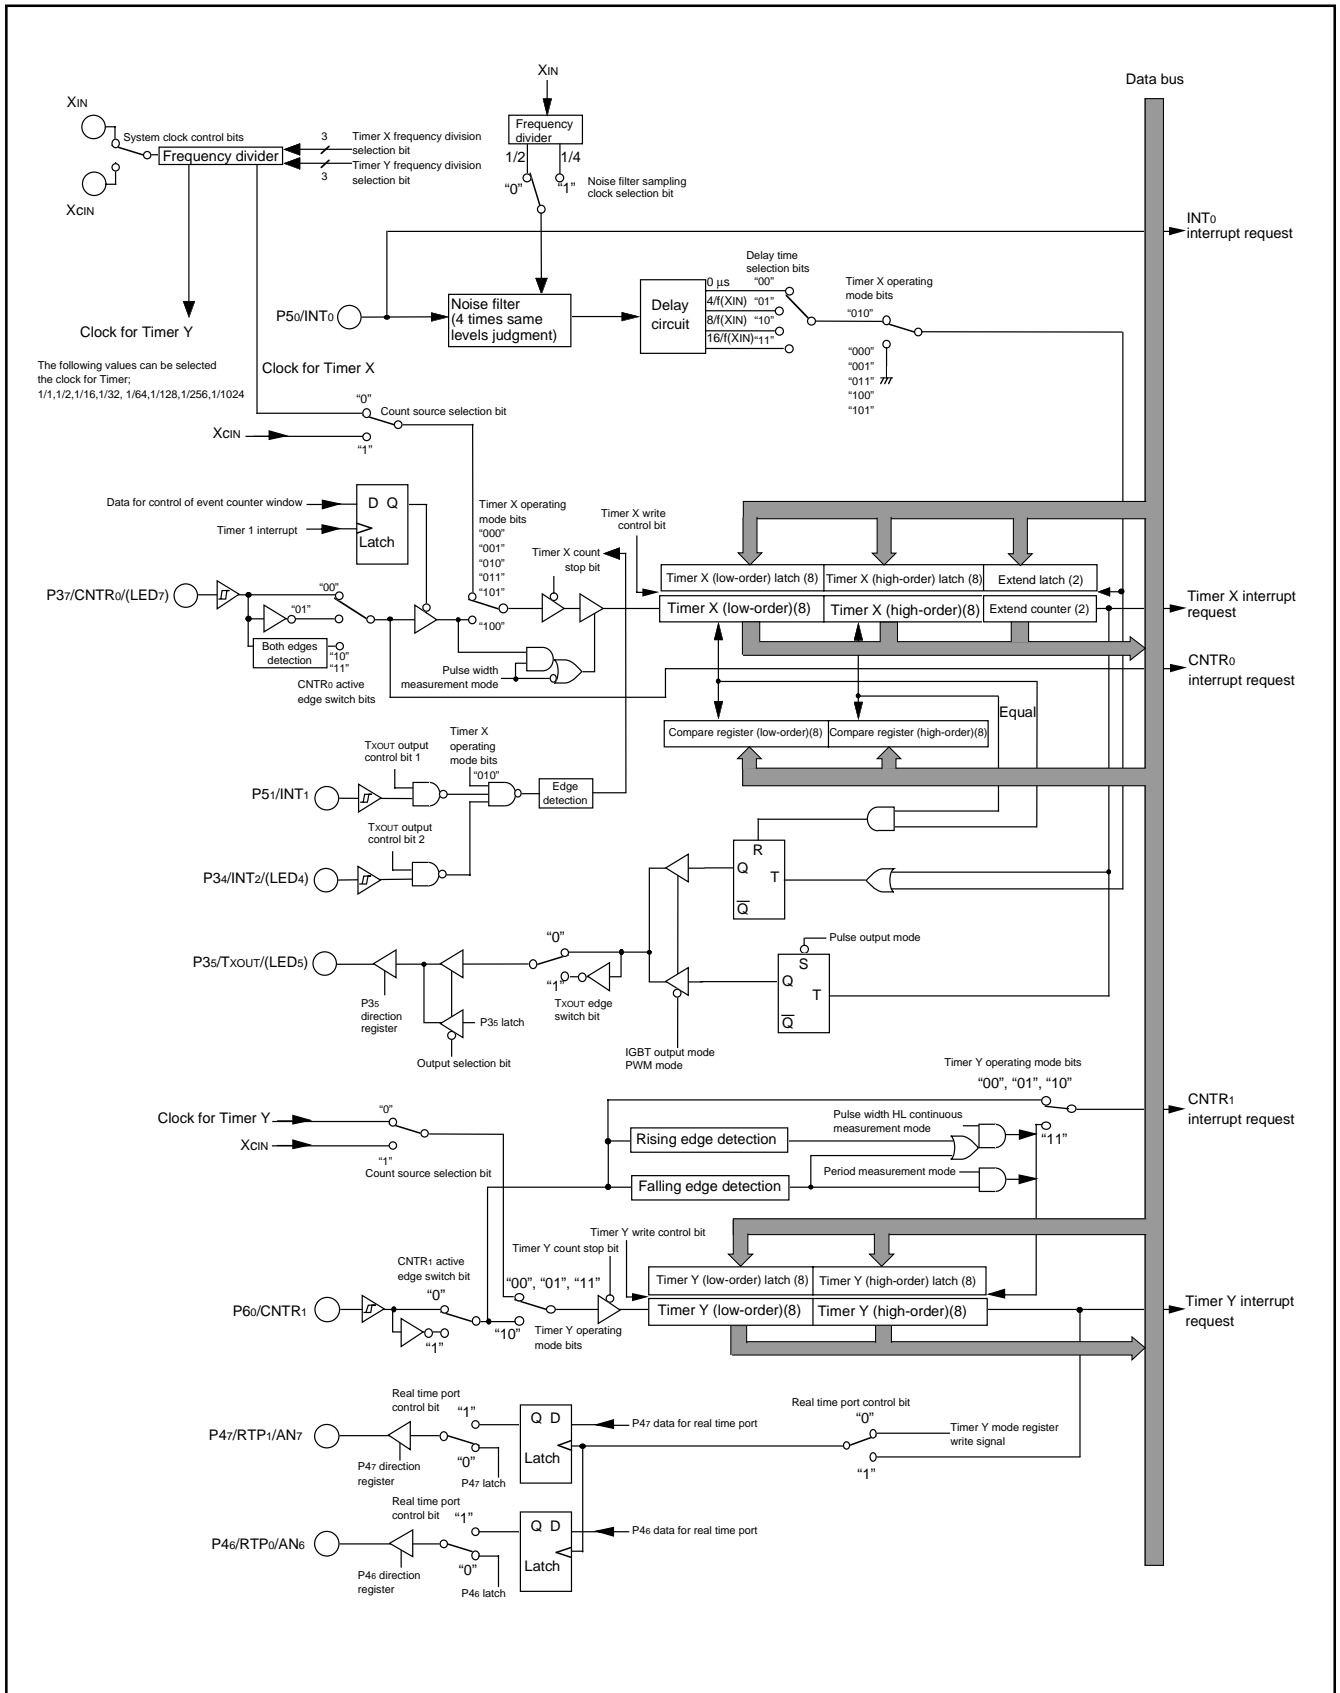 XIN
Data bus
XIN
System clock control bits
3
Timer X frequency division
selection bit
Frequency divider
Timer Y frequency division
selection bit
3
XCIN
Frequency
divider
1/2
1/4
“0”
“1”
Noise filter sampling
clock selection bit
INT0
interrupt request
Delay time
selection bits
Timer X operating
mode bits
P50/INT0
Noise filter
(4 times same
levels judgment)
Delay
circuit
0 μs
“00”
4/f(XIN)
“01”
8/f(XIN)
“10”
16/f(XIN)
“11”
“010”
“000”
“001”
“011”
“100”
“101”
Clock for Timer Y
The following values can be selected
the clock for Timer;
1/1,1/2,1/16,1/32, 1/64,1/128,1/256,1/1024
Clock for Timer X
“0”
Count source selection bit
XCIN
“1”
Data for control of event counter window
D Q
Timer 1 interrupt
Latch
Timer X operating
mode bits
“000”
“001”
“010”
“011”
“101”
“100”
Timer X write
control bit
Timer X count
stop bit
P37/CNTR0/(LED7)
“00”
“01”
Both edges
detection
“10”
“11”
CNTR0 active
edge switch bits
Pulse width
measurement mode
Timer X (low-order) latch (8)
Timer X (high-order) latch (8)
Extend latch (2)
Timer X (low-order)(8)
Timer X (high-order)(8)
Extend counter (2)
Timer X interrupt
request
CNTR0
interrupt request
Equal
Compare register (low-order)(8)
Compare register (high-order)(8)
TXOUT output
control bit 1
Timer X
operating
mode bits
“010”
P51/INT1
Edge
detection
TXOUT output
control bit 2
P34/INT2/(LED4)
R
Q
T
Q
Pulse output mode
S
Q
T
Q
P35/TXOUT/(LED5)
“0”
“1”
TXOUT edge
switch bit
P35
direction
register
P35 latch
Output selection bit
IGBT output mode
PWM mode
Timer Y operating mode bits
“00”, “01”, “10”
CNTR1
interrupt request
“11”
Clock for Timer Y
“0”
XCIN
“1”
Count source selection bit
Pulse width HL continuous
measurement mode
Rising edge detection
Period measurement mode
Falling edge detection
Timer Y write control bit
Timer Y count stop bit
CNTR1 active
edge switch bit
“0”
“00”, “01”, “11”
P60/CNTR1
“1”
“10”
Timer Y operating
mode bits
Timer Y (low-order) latch (8)
Timer Y (high-order) latch (8)
Timer Y (low-order)(8)
Timer Y (high-order)(8)
Timer Y interrupt
request
Real time port
control bit
“1”
Q D
P47 data for real time port
Real time port control bit
“0”
Timer Y mode register
write signal
“1”
P47/RTP1/AN7
“0”
Latch
P47 direction
register
P47 latch
Real time port
control bit
“1”
Q D
P46 data for real time port
P46/RTP0/AN6
“0”
Latch
P46 direction
register
P46 latch